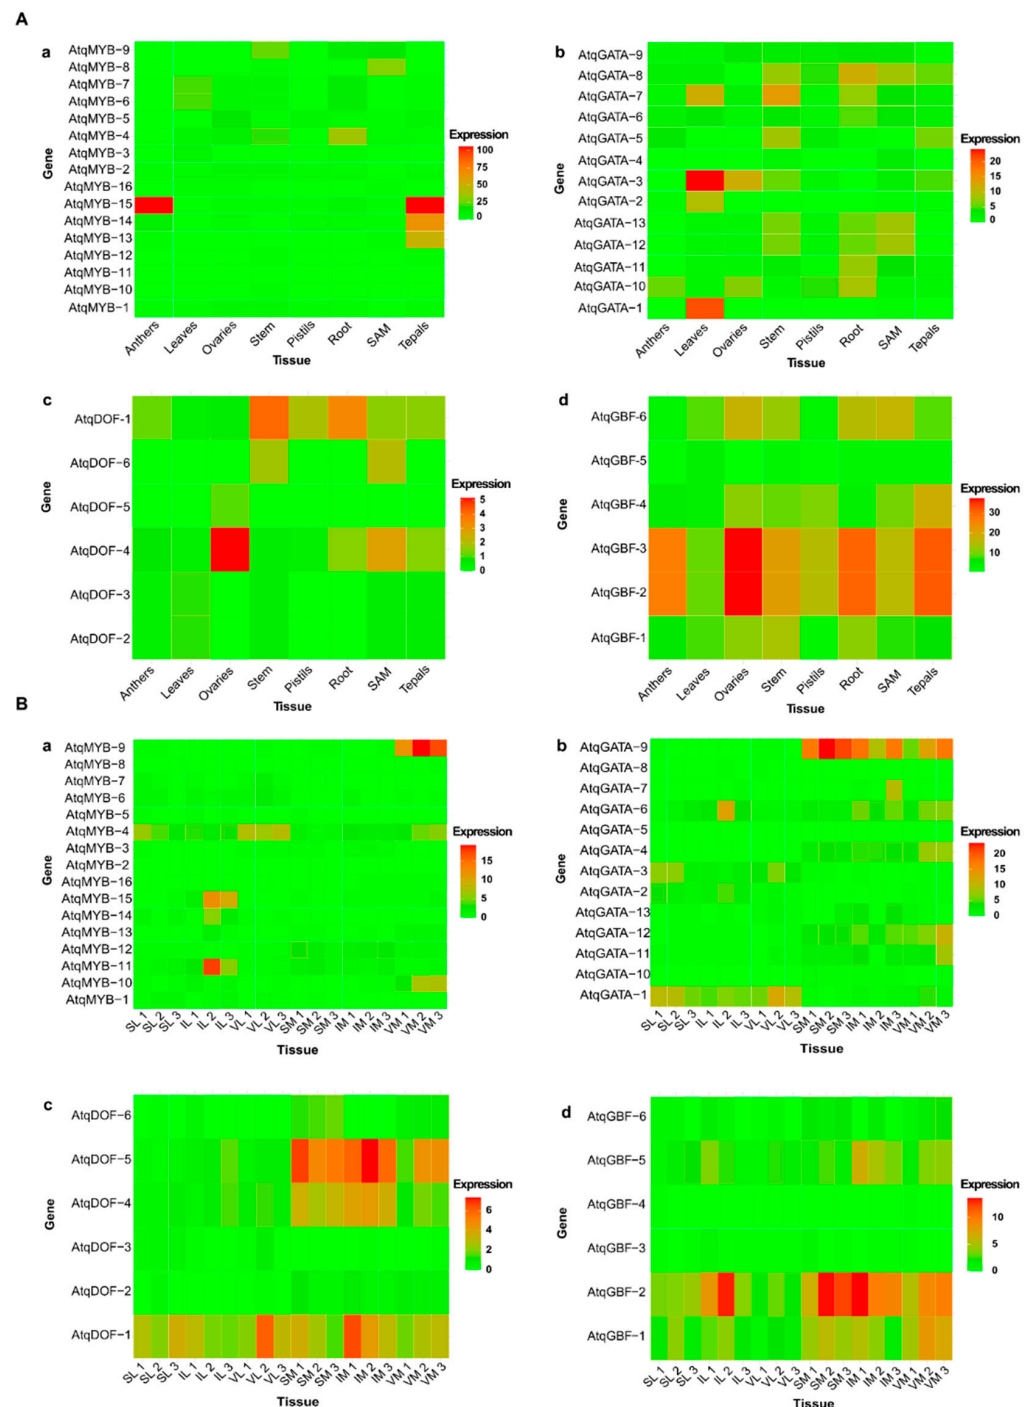 A
a
AtqMYB-9
AtqMYB-8
AtqMYB-7
AtqMYB-6
AtqMYB-5
AtqMYB-4
AtqMYB-3
AtqMYB-2
AtqMYB-16
AtqMYB-15
AtqMYB-14
AtqMYB-13
AtqMYB-12
AtqMYB-11
AtqMYB-10
AtqMYB-1
Gene
Anthers Leaves Ovaries Stem Pistils Root SAM Tepals
Tissue
Expression
100
75
50
25
0
b
AtqGATA-9
AtqGATA-8
AtqGATA-7
AtqGATA-6
AtqGATA-5
AtqGATA-4
AtqGATA-3
AtqGATA-2
AtqGATA-13
AtqGATA-12
AtqGATA-11
AtqGATA-10
AtqGATA-1
Gene
Anthers Leaves Ovaries Stem Pistils Root SAM Tepals
Tissue
Expression
20
15
10
5
0
c
AtqDOF-1
AtqDOF-6
AtqDOF-5
AtqDOF-4
AtqDOF-3
AtqDOF-2
Gene
Anthers Leaves Ovaries Stem Pistils Root SAM Tepals
Tissue
Expression
5
4
3
2
1
0
d
AtqGBF-6
AtqGBF-5
AtqGBF-4
AtqGBF-3
AtqGBF-2
AtqGBF-1
Gene
Anthers Leaves Ovaries Stem Pistils Root SAM Tepals
Tissue
Expression
30
20
10
B
a
AtqMYB-9
AtqMYB-8
AtqMYB-7
AtqMYB-6
AtqMYB-5
AtqMYB-4
AtqMYB-3
AtqMYB-2
AtqMYB-16
AtqMYB-15
AtqMYB-14
AtqMYB-13
AtqMYB-12
AtqMYB-11
AtqMYB-10
AtqMYB-1
Gene
SL 1 SL 2 SL 3 IL 1 IL 2 IL 3 VL 1 VL 2 VL 3 SM 1 SM 2 SM 3 IM 1 IM 2 IM 3 VM 1 VM 2 VM 3
Tissue
Expression
15
10
5
0
b
AtqGATA-9
AtqGATA-8
AtqGATA-7
AtqGATA-6
AtqGATA-5
AtqGATA-4
AtqGATA-3
AtqGATA-2
AtqGATA-13
AtqGATA-12
AtqGATA-11
AtqGATA-10
AtqGATA-1
Gene
SL 1 SL 2 SL 3 IL 1 IL 2 IL 3 VL 1 VL 2 VL 3 SM 1 SM 2 SM 3 IM 1 IM 2 IM 3 VM 1 VM 2 VM 3
Tissue
Expression
20
15
10
5
0
c
AtqDOF-6
AtqDOF-5
AtqDOF-4
AtqDOF-3
AtqDOF-2
AtqDOF-1
Gene
SL 1 SL 2 SL 3 IL 1 IL 2 IL 3 VL 1 VL 2 VL 3 SM 1 SM 2 SM 3 IM 1 IM 2 IM 3 VM 1 VM 2 VM 3
Tissue
Expression
6
4
2
0
d
AtqGBF-6
AtqGBF-5
AtqGBF-4
AtqGBF-3
AtqGBF-2
AtqGBF-1
Gene
SL 1 SL 2 SL 3 IL 1 IL 2 IL 3 VL 1 VL 2 VL 3 SM 1 SM 2 SM 3 IM 1 IM 2 IM 3 VM 1 VM 2 VM 3
Tissue
Expression
10
5
0